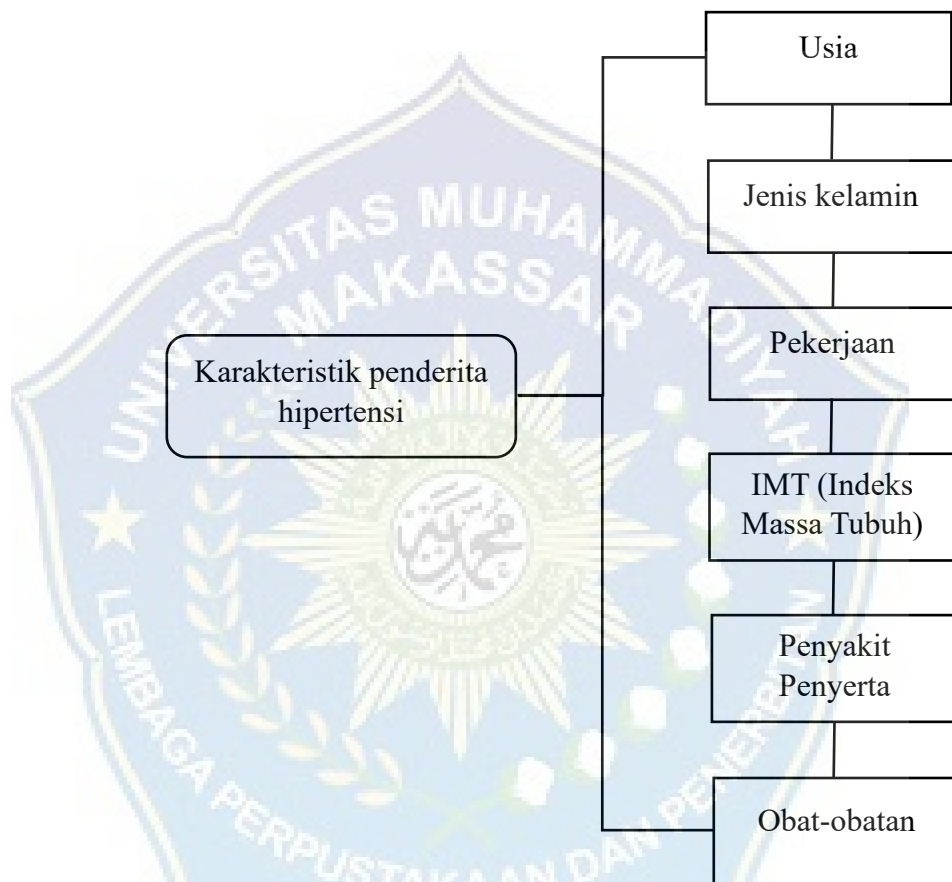 Usia
Jenis kelamin
Pekerjaan
Karakteristik penderita
hipertensi
IMT (Indeks
Massa Tubuh)
Penyakit
Penyerta
Obat-obatan
UNIVERSITAS MUHAMMADIYAH
MAKASSAR
LEMBAGA PERPUSTAKAAN DAN PENERBITAN